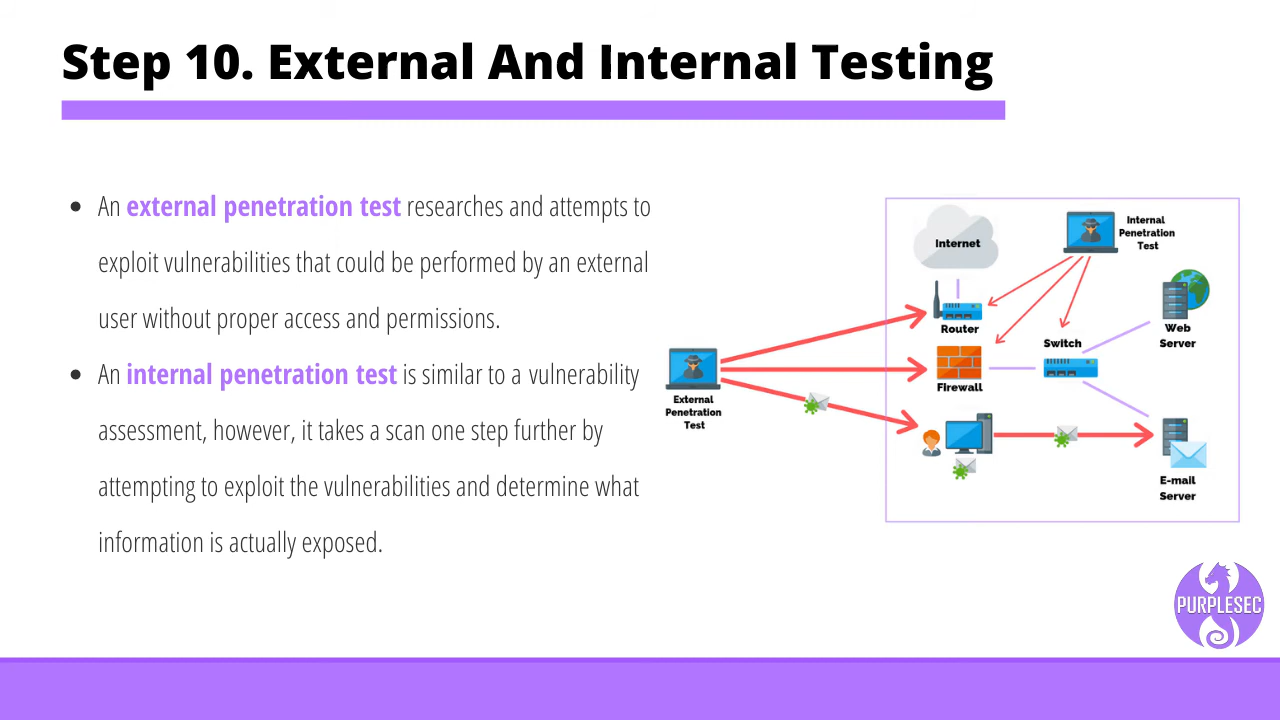 Step 10. External And Internal Testing
An external penetration test researches and attempts to
exploit vulnerabilities that could be performed by an external
user without proper access and permissions.
An internal penetration test is similar to a vulnerability
assessment, however, it takes a scan one step further by
attempting to exploit the vulnerabilities and determine what
information is actually exposed.
Internet
Internal
Penetration
Test
Router
Web
Server
Switch
Firewall
External
Penetration
Test
E-mail
Server
PURPLESEC